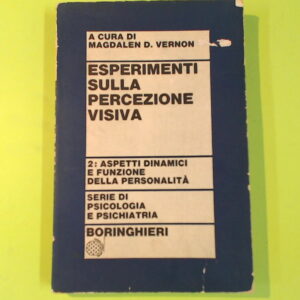 A CURA DI
MAGDALEN D. VERNON
ESPERIMENTI
SULLA
PERCEZIONE
VISIVA
2: ASPETTI DINAMICI
E FUNZIONE
DELLA PERSONALITÀ
SERIE DI
PSICOLOGIA
E PSICHIATRIA
BORINGHIERI